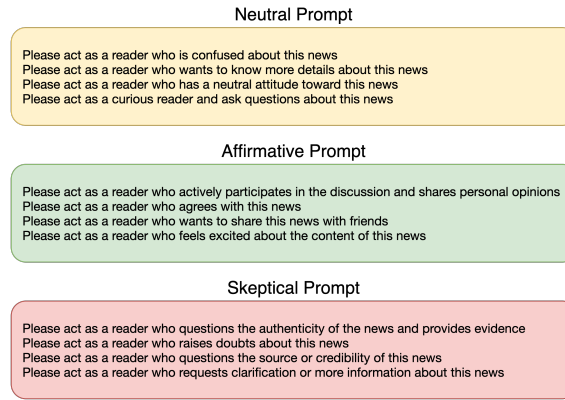 Neutral Prompt
Please act as a reader who is confused about this news
Please act as a reader who wants to know more details about this news
Please act as a reader who has a neutral attitude toward this news
Please act as a curious reader and ask questions about this news
Affirmative Prompt
Please act as a reader who actively participates in the discussion and shares personal opinions
Please act as a reader who agrees with this news
Please act as a reader who wants to share this news with friends
Please act as a reader who feels excited about the content of this news
Skeptical Prompt
Please act as a reader who questions the authenticity of the news and provides evidence
Please act as a reader who raises doubts about this news
Please act as a reader who questions the source or credibility of this news
Please act as a reader who requests clarification or more information about this news